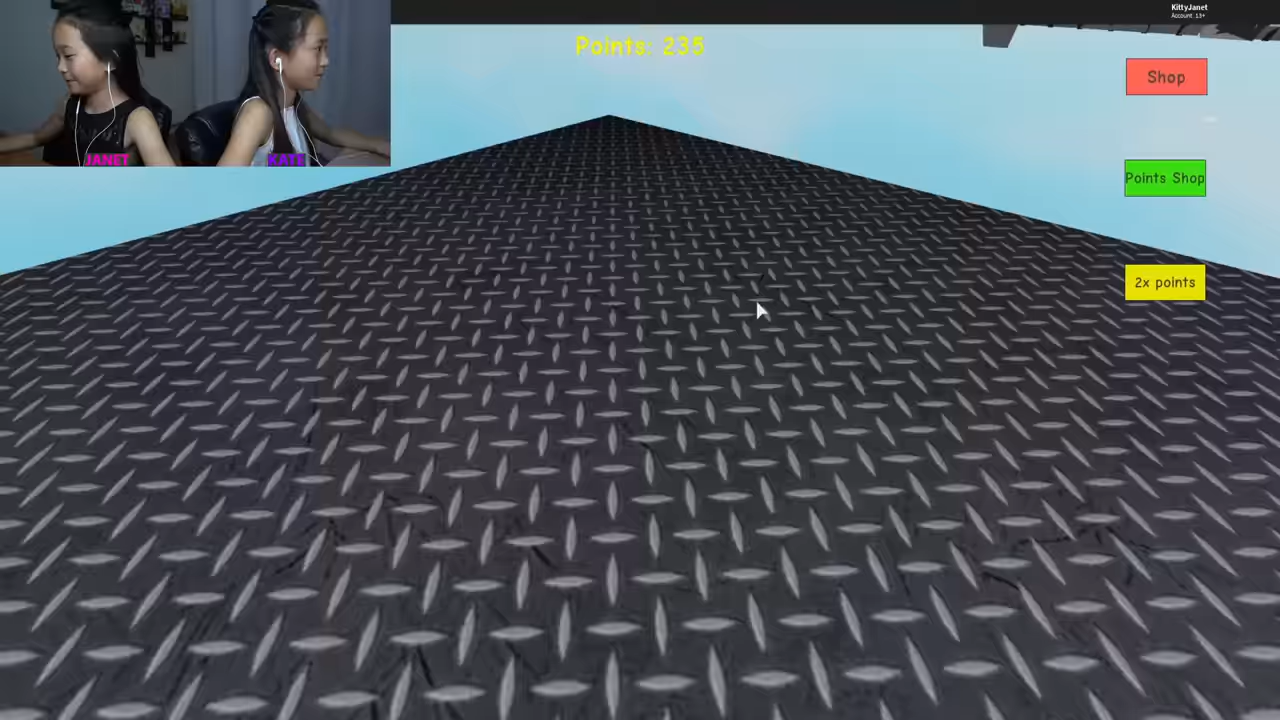 KittyJanet
Account: 13+
Points: 235
Shop
Points Shop
2x points
JANET
KATE